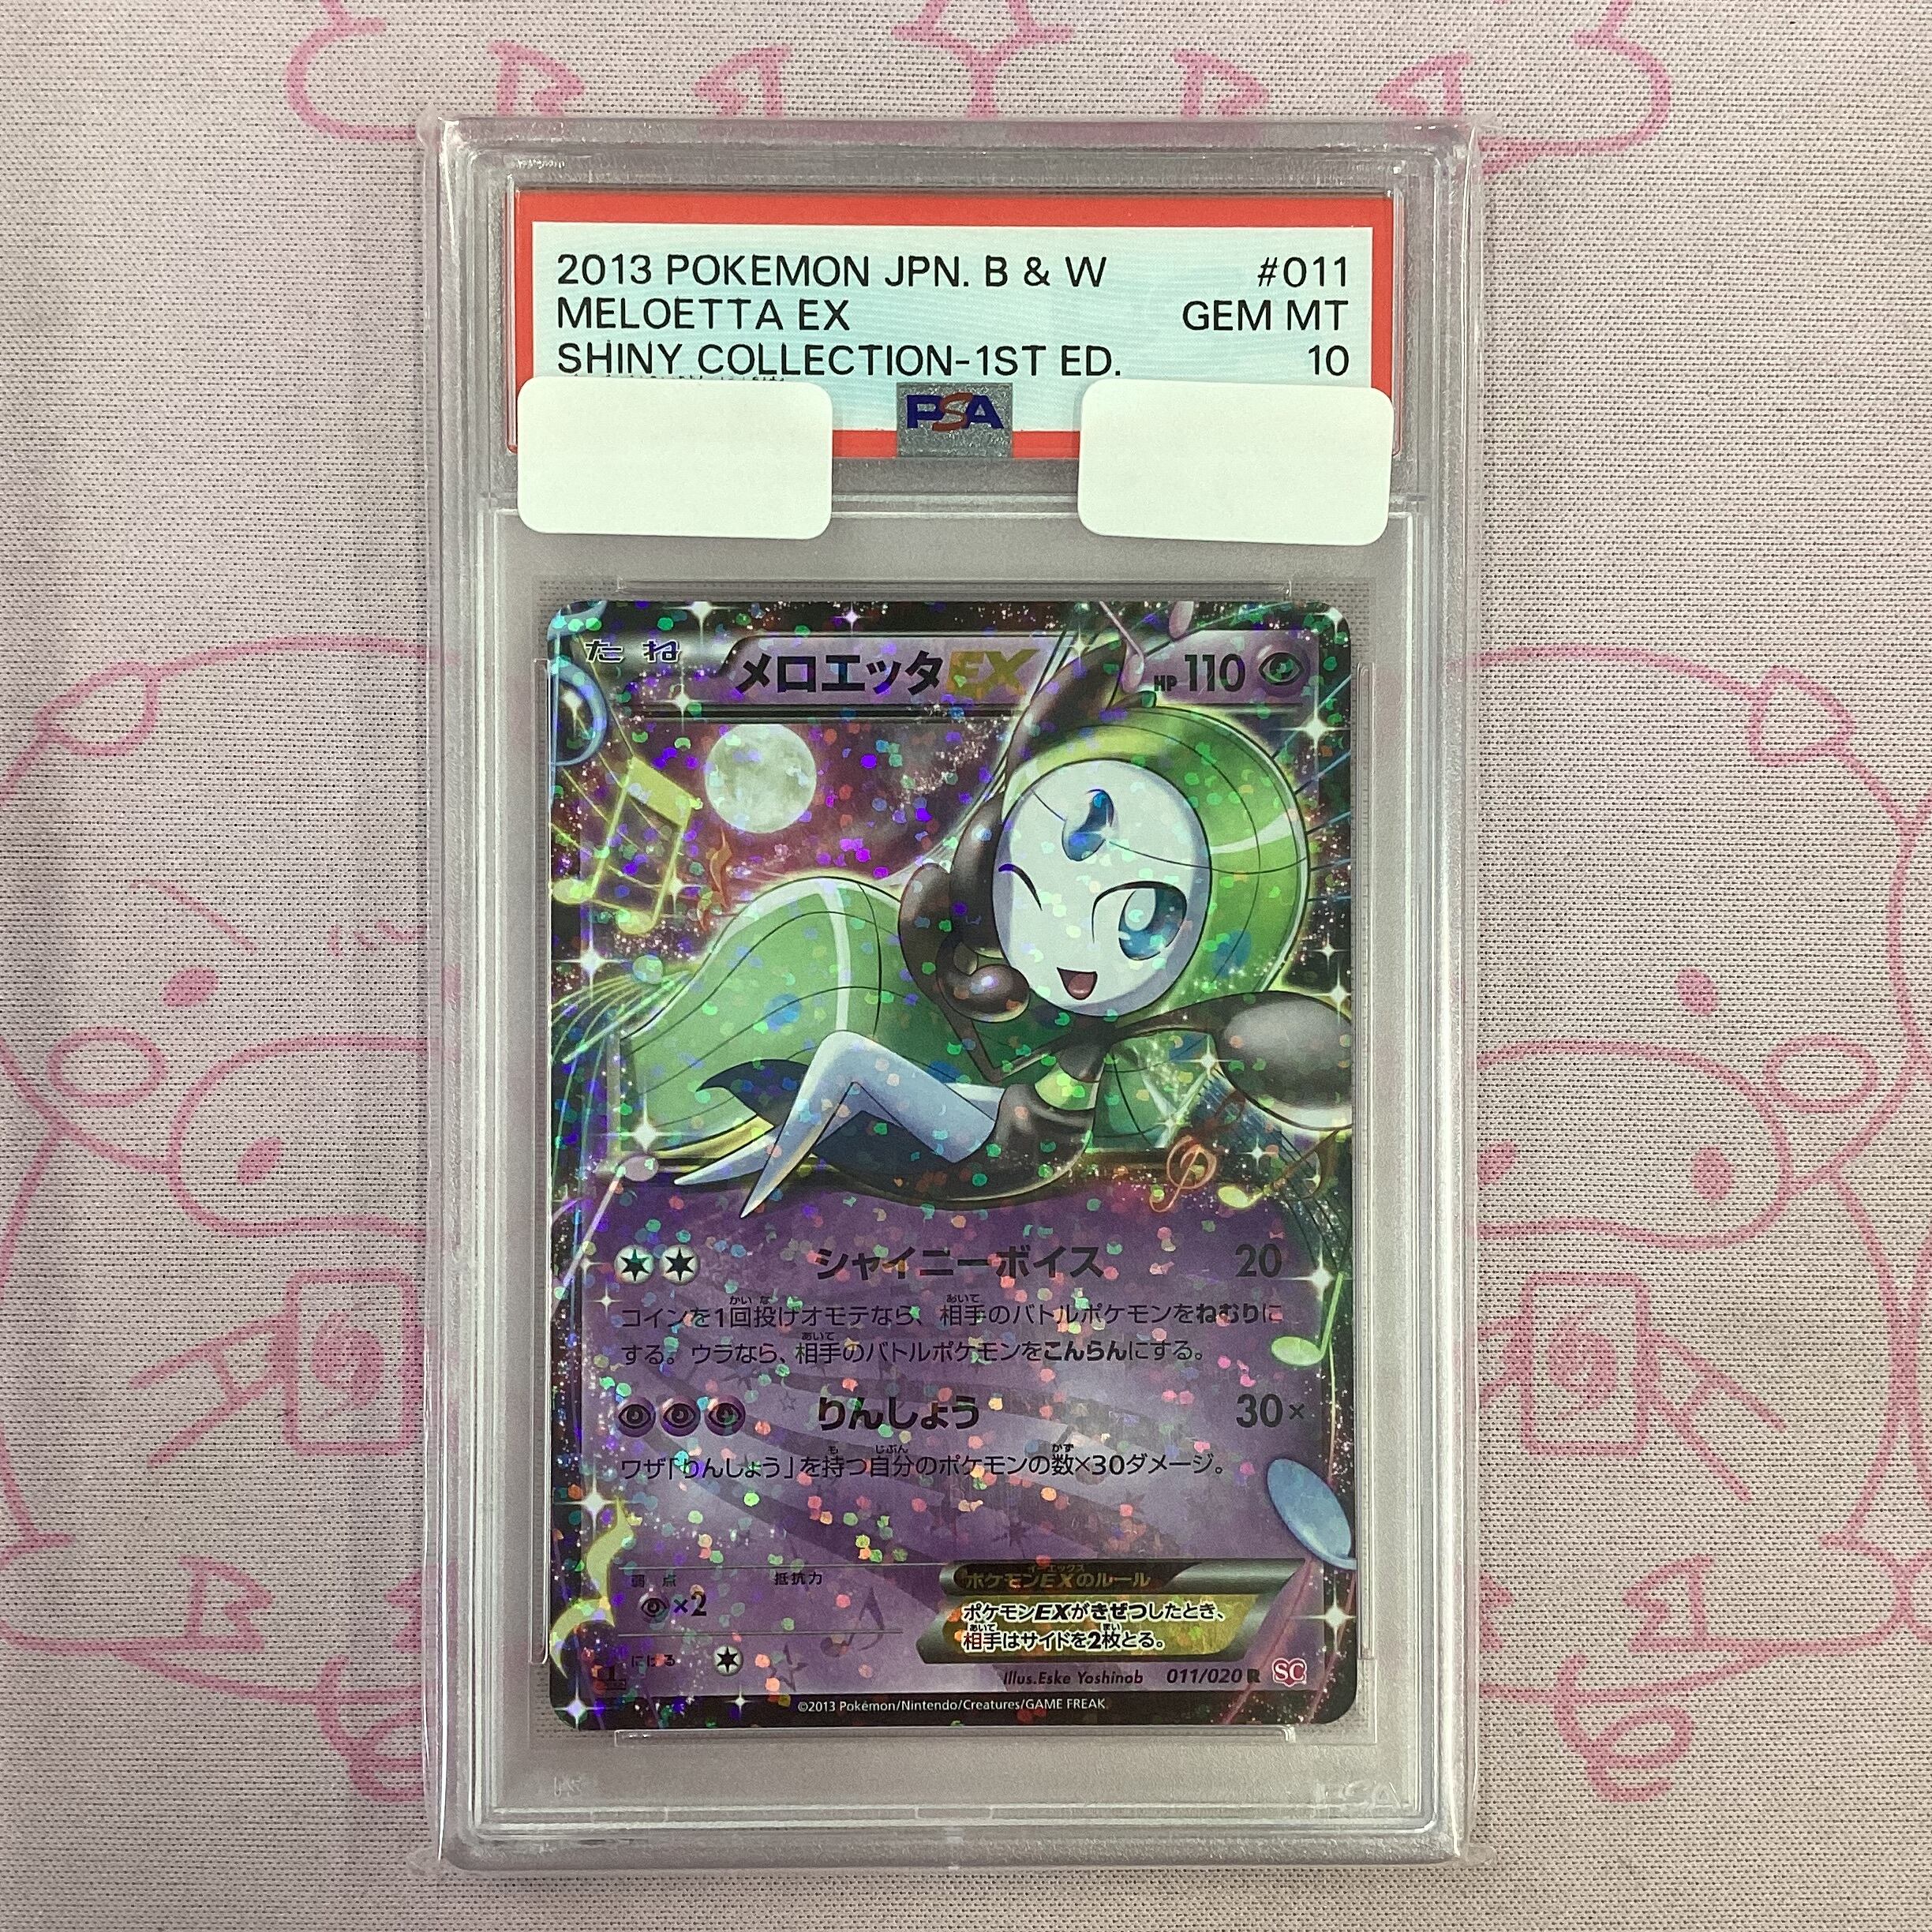 2013 POKEMON JPN. B & W #011
MELOETTA EX GEM MT
SHINY COLLECTION-1ST ED. 10
PSA
たね メロエッタEX HP110
シャイニーボイス 20
コインを1回投げオモテなら、相手のバトルポケモンをねむりに
する。ウラなら、相手のバトルポケモンをこんらんにする。
りんしょう 30×
ワザ「りんしょう」を持つ自分のポケモンの数×30ダメージ。
弱点 抵抗力
×2
にげる
ポケモンEXのルール
ポケモンEXがきぜつしたとき、
相手はサイドを2枚とる。
Illus.Eske Yoshinob 011/020 R SC
©2013 Pokémon/Nintendo/Creatures/GAME FREAK.
PSA